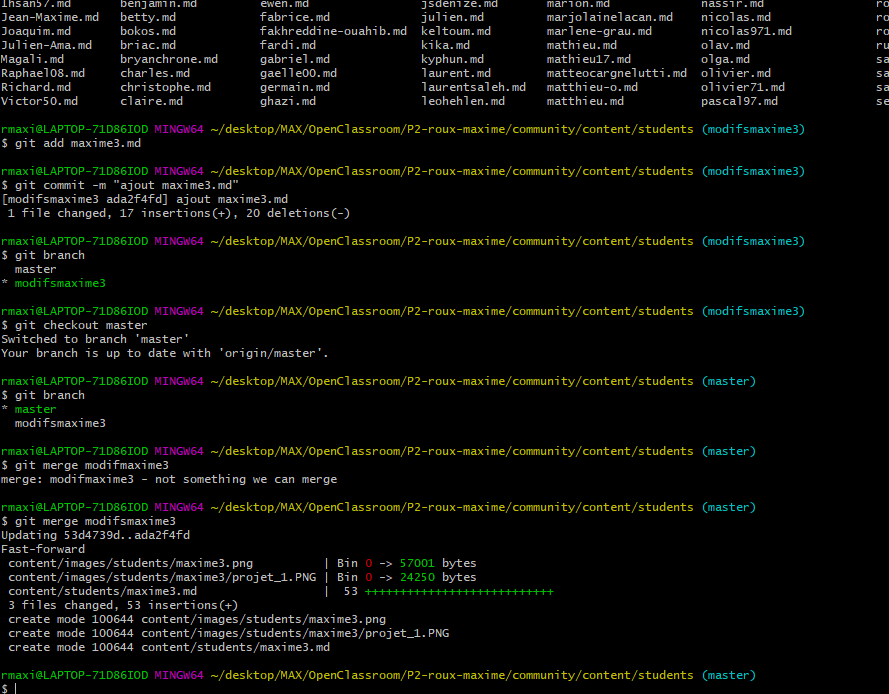 Ihsan57.md benjamin.md ewen.md jsdenize.md marion.md nassir.md ro
Jean-Maxime.md betty.md fabrice.md julien.md marjolainelacan.md nicolas.md ro
Joaquim.md bokos.md fakhreddine-ouahib.md keltoum.md marlene-grau.md nicolas971.md ro
Julien-Ama.md briac.md fardi.md kika.md mathieu.md olav.md ru
Magali.md bryanchrone.md gabriel.md kyphun.md mathieu17.md olga.md sa
Raphael08.md charles.md gaelle00.md laurent.md matteocargnelutti.md olivier.md sa
Richard.md christophe.md germain.md laurentsaleh.md matthieu-o.md olivier71.md sa
Victor50.md claire.md ghazi.md leohehlen.md matthieu.md pascal97.md se
rmaxi@LAPTOP-71D86IOD MINGW64 ~/desktop/MAX/OpenClassroom/P2-roux-maxime/community/content/students (modifsmaxime3)
$ git add maxime3.md
rmaxi@LAPTOP-71D86IOD MINGW64 ~/desktop/MAX/OpenClassroom/P2-roux-maxime/community/content/students (modifsmaxime3)
$ git commit -m "ajout maxime3.md"
[modifsmaxime3 ada2f4fd] ajout maxime3.md
1 file changed, 17 insertions(+), 20 deletions(-)
rmaxi@LAPTOP-71D86IOD MINGW64 ~/desktop/MAX/OpenClassroom/P2-roux-maxime/community/content/students (modifsmaxime3)
$ git branch
master
* modifsmaxime3
rmaxi@LAPTOP-71D86IOD MINGW64 ~/desktop/MAX/OpenClassroom/P2-roux-maxime/community/content/students (modifsmaxime3)
$ git checkout master
Switched to branch 'master'
Your branch is up to date with 'origin/master'.
rmaxi@LAPTOP-71D86IOD MINGW64 ~/desktop/MAX/OpenClassroom/P2-roux-maxime/community/content/students (master)
$ git branch
* master
modifsmaxime3
rmaxi@LAPTOP-71D86IOD MINGW64 ~/desktop/MAX/OpenClassroom/P2-roux-maxime/community/content/students (master)
$ git merge modifmaxime3
merge: modifmaxime3 - not something we can merge
rmaxi@LAPTOP-71D86IOD MINGW64 ~/desktop/MAX/OpenClassroom/P2-roux-maxime/community/content/students (master)
$ git merge modifsmaxime3
Updating 53d4739d..ada2f4fd
Fast-forward
content/images/students/maxime3.png | Bin 0 -> 57001 bytes
content/images/students/maxime3/projet_1.PNG | Bin 0 -> 24250 bytes
content/students/maxime3.md | 53 +++++++++++++++++++++++++++
3 files changed, 53 insertions(+)
create mode 100644 content/images/students/maxime3.png
create mode 100644 content/images/students/maxime3/projet_1.PNG
create mode 100644 content/students/maxime3.md
rmaxi@LAPTOP-71D86IOD MINGW64 ~/desktop/MAX/OpenClassroom/P2-roux-maxime/community/content/students (master)
$